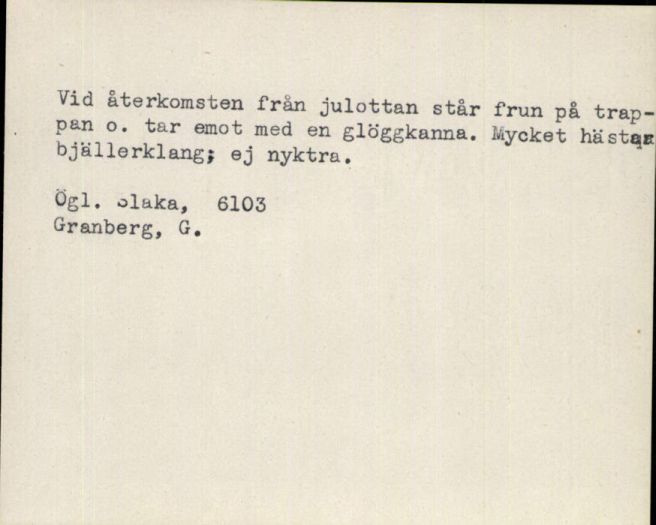 Vid återkomsten från julottan står frun på trap-
pan o. tar emot med en glöggkanna. Mycket hästar
bjällerklang; ej nyktra.
Ögl. Slaka, 6103
Granberg, G.